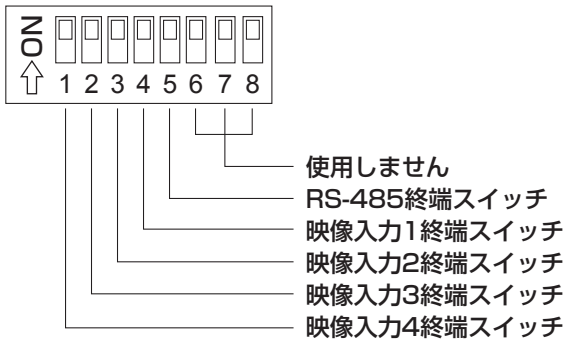 ON
1 2 3 4 5 6 7 8
使用しません
RS-485終端スイッチ
映像入力1終端スイッチ
映像入力2終端スイッチ
映像入力3終端スイッチ
映像入力4終端スイッチ